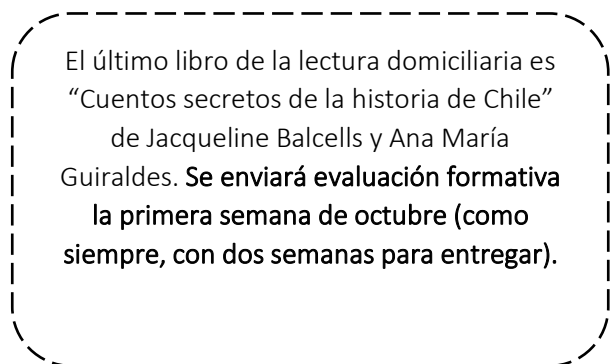 El último libro de la lectura domiciliaria es
“Cuentos secretos de la historia de Chile”
de Jacqueline Balcells y Ana María
Guiraldes. Se enviará evaluación formativa
la primera semana de octubre (como
siempre, con dos semanas para entregar).